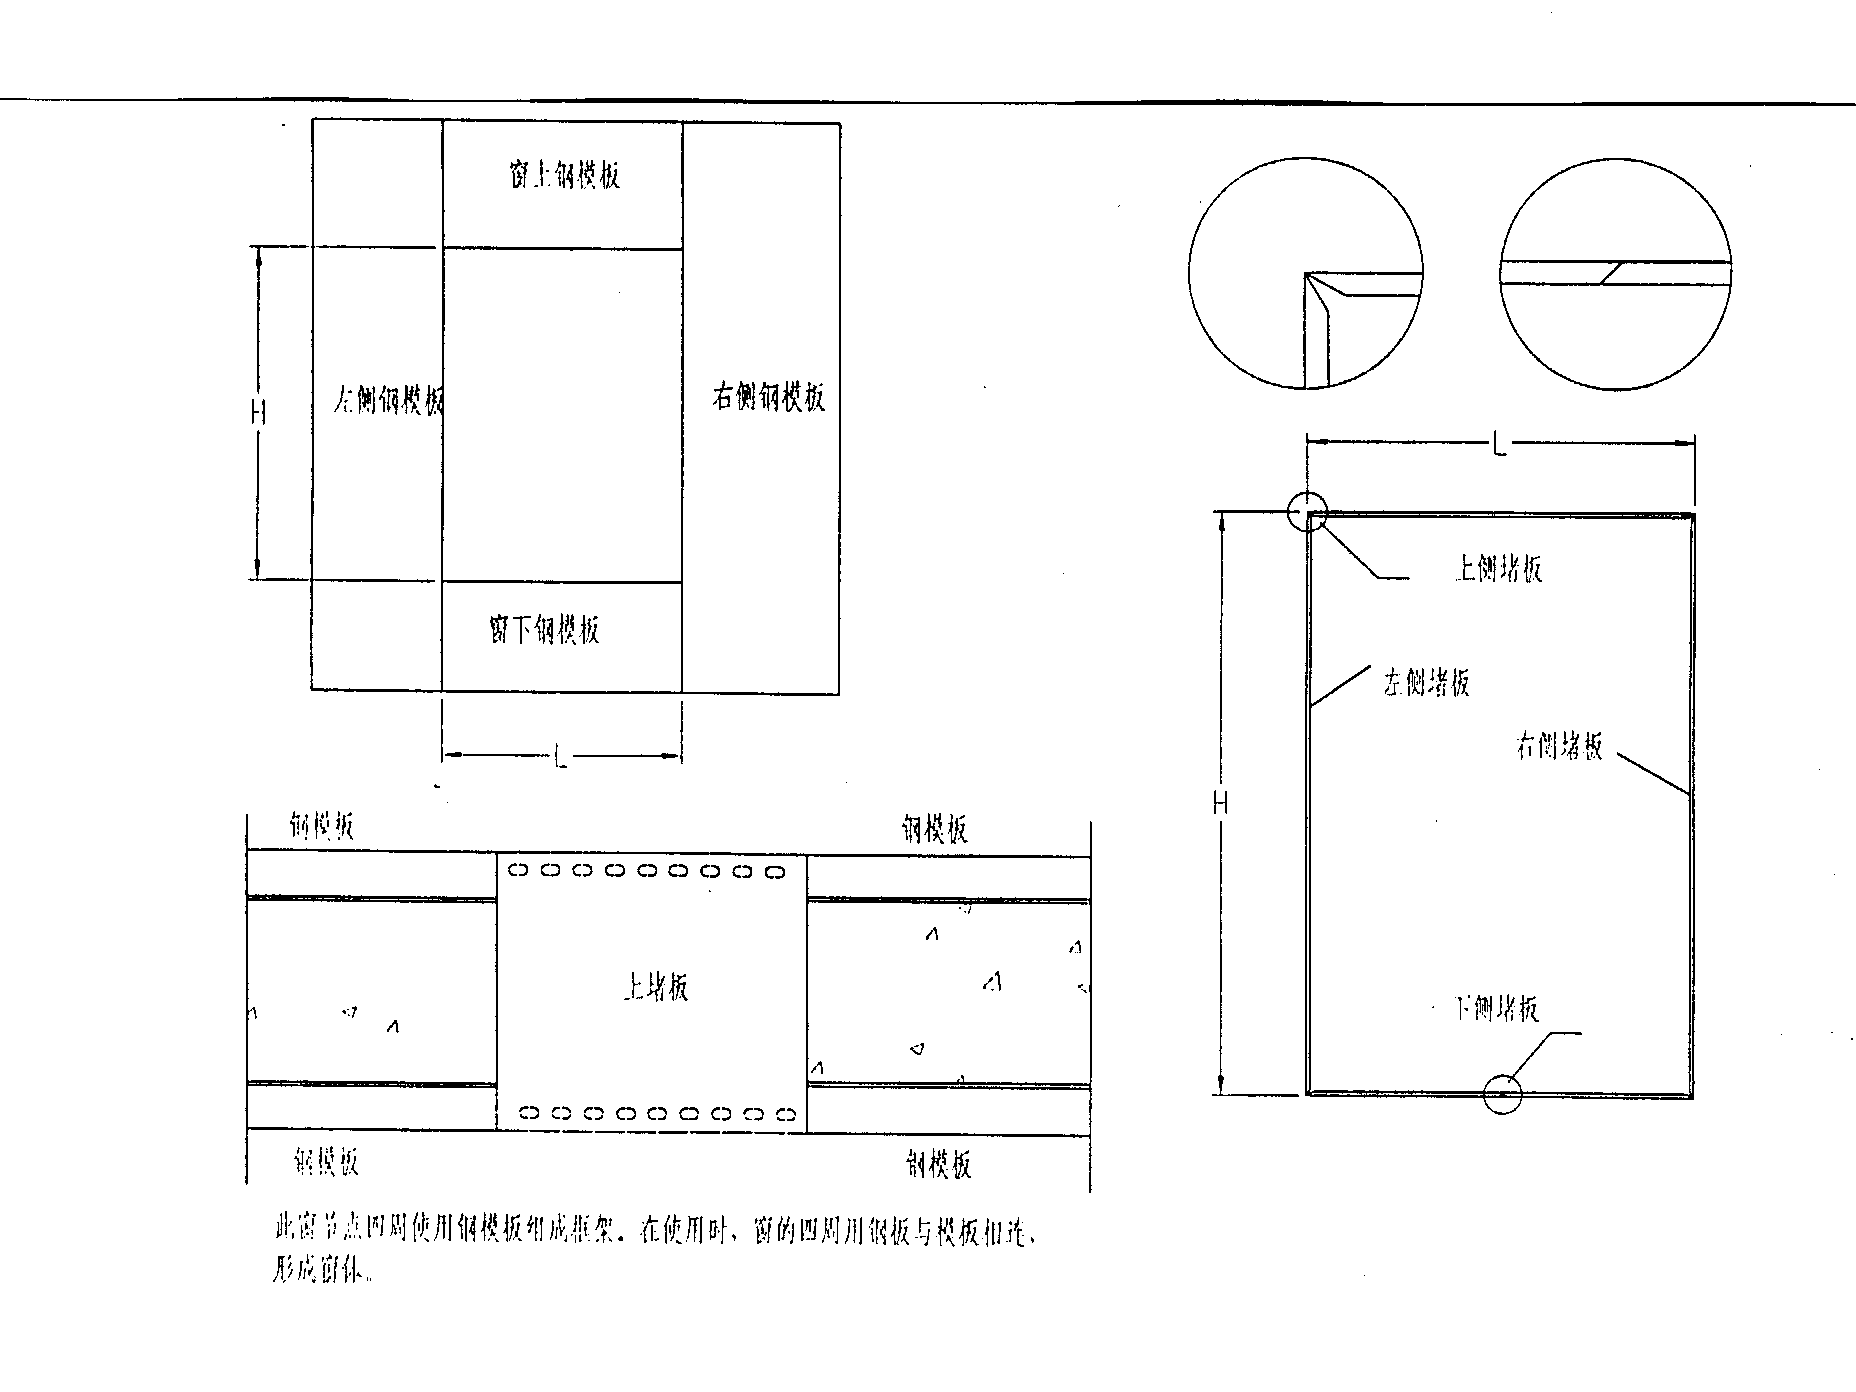 窗上钢模板
左侧钢模板
右侧钢模板
H
窗下钢模板
L
L
上侧堵板
左侧堵板
右侧堵板
H
下侧堵板
钢模板
钢模板
上堵板
钢模板
钢模板
此窗节点四周使用钢模板组成框架。在使用时、窗的四周用钢板与模板相连、
形成窗体。